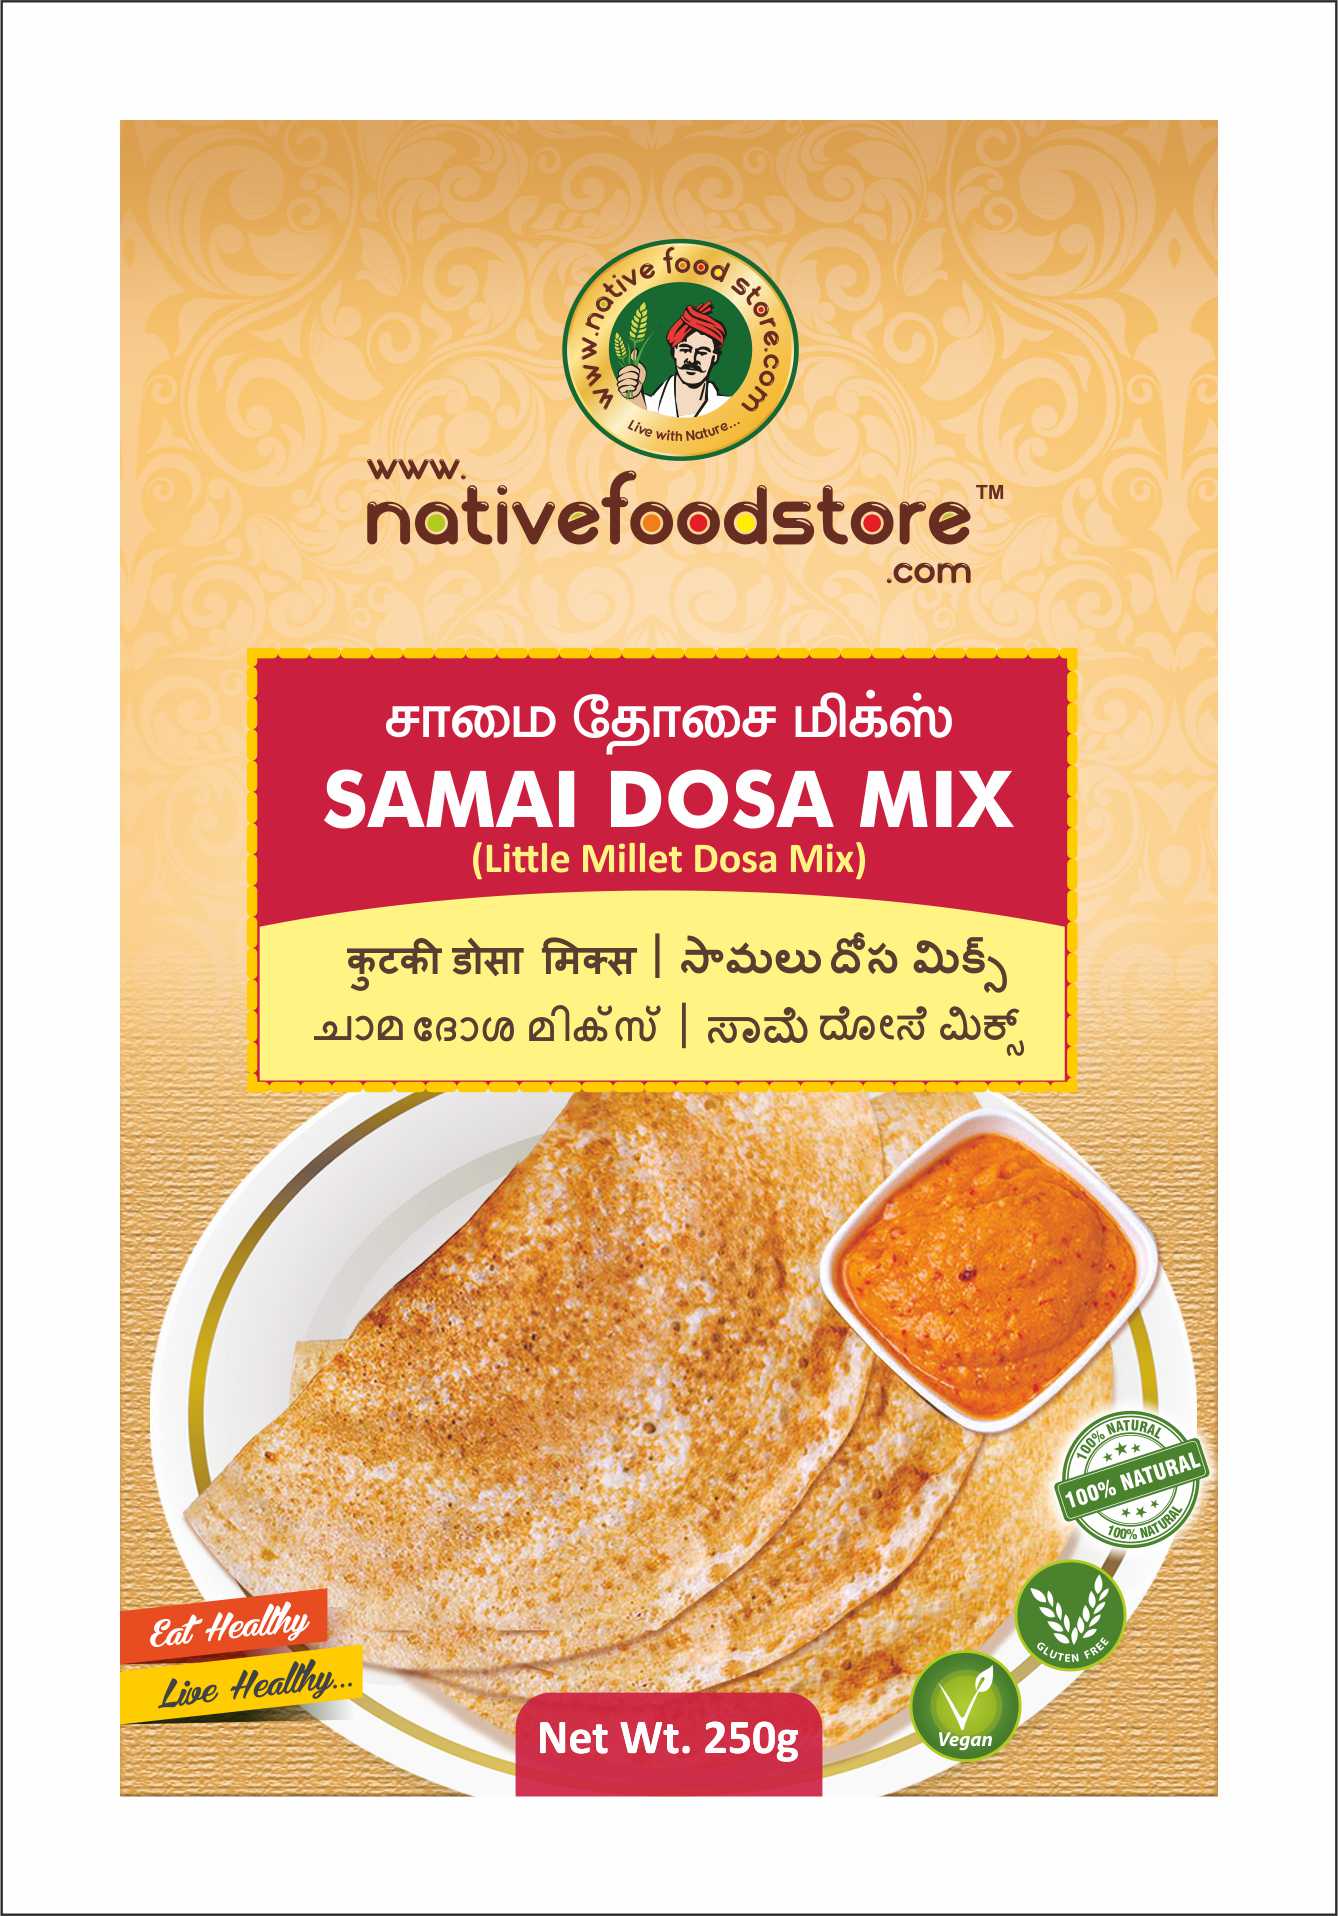 www.native food store.com
Live with Nature...
www.
nativefoodstore™
.com
சாமை தோசை மிக்ஸ்
SAMAI DOSA MIX
(Little Millet Dosa Mix)
कुटकी डोसा मिक्स | సామలు దోస మిక్స్
ചാമ ദോശ മിക്സ് | ಸಾಮೆ ದೋಸೆ ಮಿಕ್ಸ್
100% NATURAL
100% NATURAL
100% NATURAL
GLUTEN FREE
Eat Healthy
Live Healthy...
Vegan
Net Wt. 250g